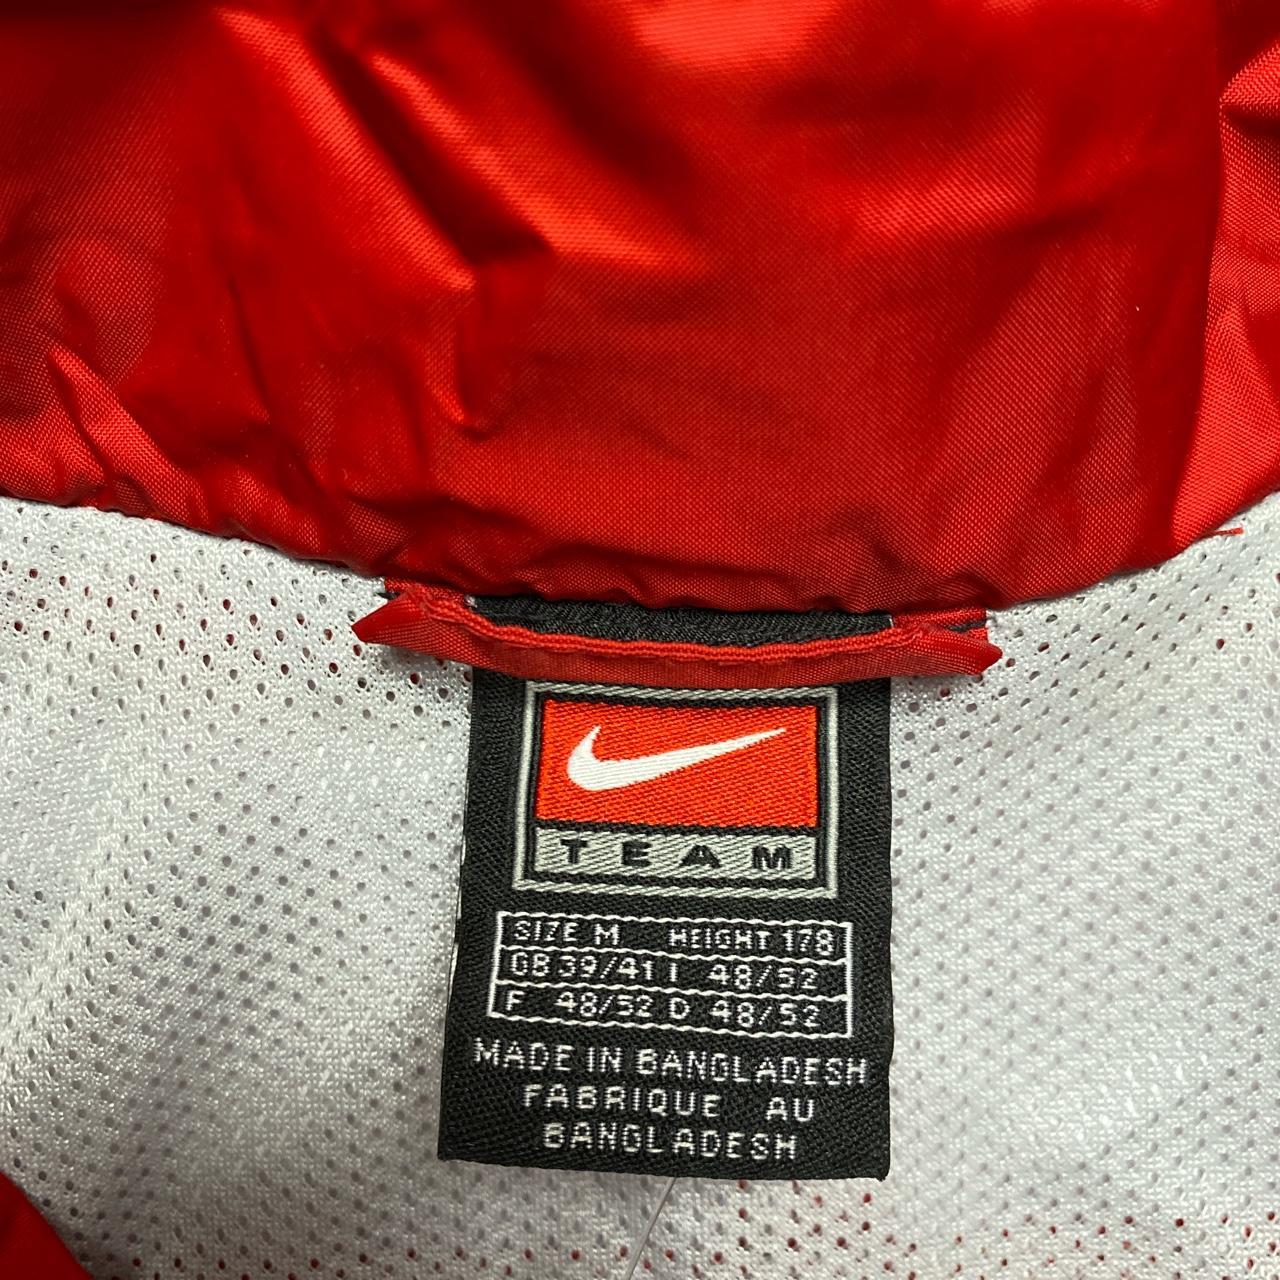 TEAM
SIZE M HEIGHT 178
GB 39/41 I 48/52
F 48/52 D 48/52
MADE IN BANGLADESH
FABRIQUE AU
BANGLADESH